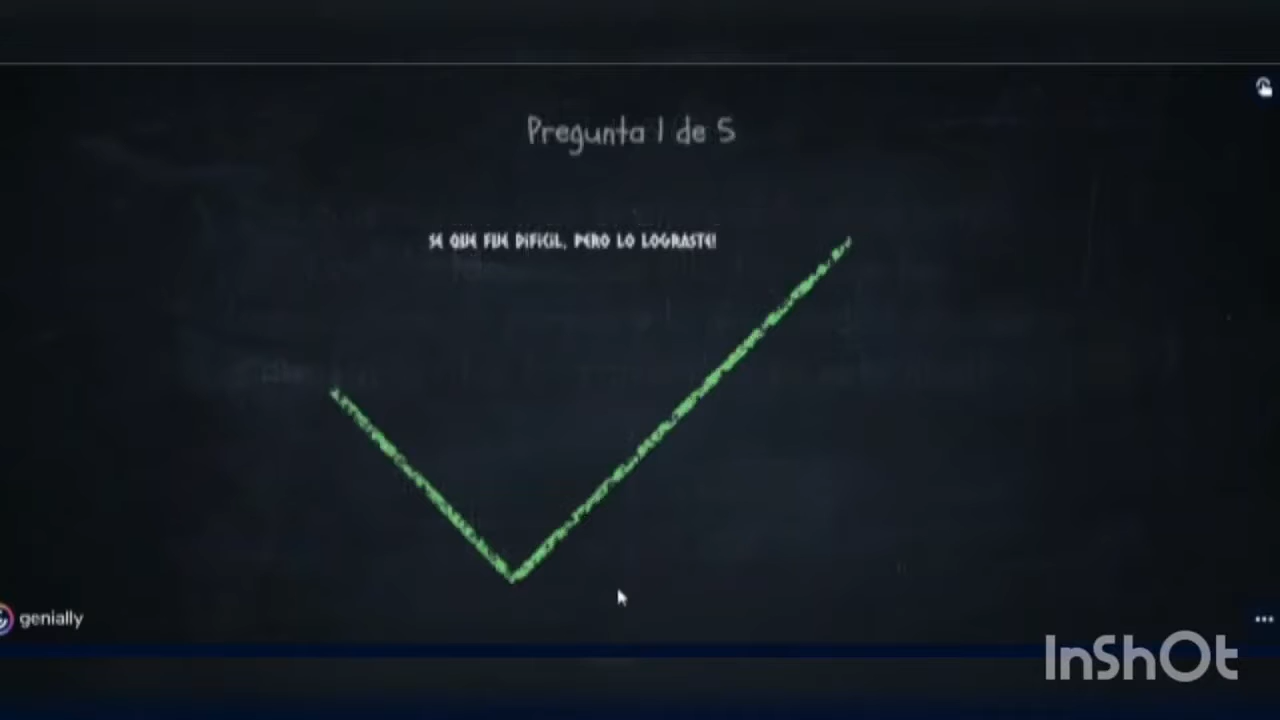 Pregunta 1 de 5
SE QUE FUE DIFICIL, PERO LO LOGRASTE!
genially
InShOt